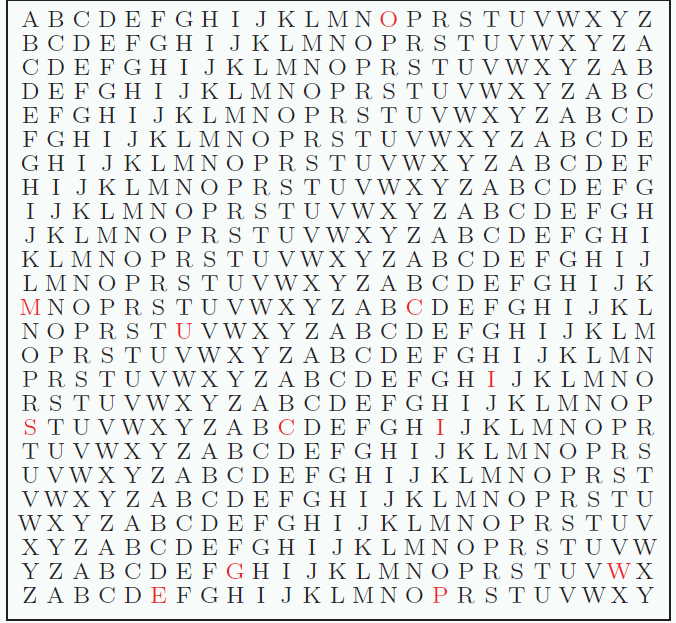 A B C D E F G H I J K L M N O P R S T U V W X Y Z
B C D E F G H I J K L M N O P R S T U V W X Y Z A
C D E F G H I J K L M N O P R S T U V W X Y Z A B
D E F G H I J K L M N O P R S T U V W X Y Z A B C
E F G H I J K L M N O P R S T U V W X Y Z A B C D
F G H I J K L M N O P R S T U V W X Y Z A B C D E
G H I J K L M N O P R S T U V W X Y Z A B C D E F
H I J K L M N O P R S T U V W X Y Z A B C D E F G
I J K L M N O P R S T U V W X Y Z A B C D E F G H
J K L M N O P R S T U V W X Y Z A B C D E F G H I
K L M N O P R S T U V W X Y Z A B C D E F G H I J
L M N O P R S T U V W X Y Z A B C D E F G H I J K
M N O P R S T U V W X Y Z A B C D E F G H I J K L
N O P R S T U V W X Y Z A B C D E F G H I J K L M
O P R S T U V W X Y Z A B C D E F G H I J K L M N
P R S T U V W X Y Z A B C D E F G H I J K L M N O
R S T U V W X Y Z A B C D E F G H I J K L M N O P
S T U V W X Y Z A B C D E F G H I J K L M N O P R
T U V W X Y Z A B C D E F G H I J K L M N O P R S
U V W X Y Z A B C D E F G H I J K L M N O P R S T
V W X Y Z A B C D E F G H I J K L M N O P R S T U
W X Y Z A B C D E F G H I J K L M N O P R S T U V
X Y Z A B C D E F G H I J K L M N O P R S T U V W
Y Z A B C D E F G H I J K L M N O P R S T U V W X
Z A B C D E F G H I J K L M N O P R S T U V W X Y